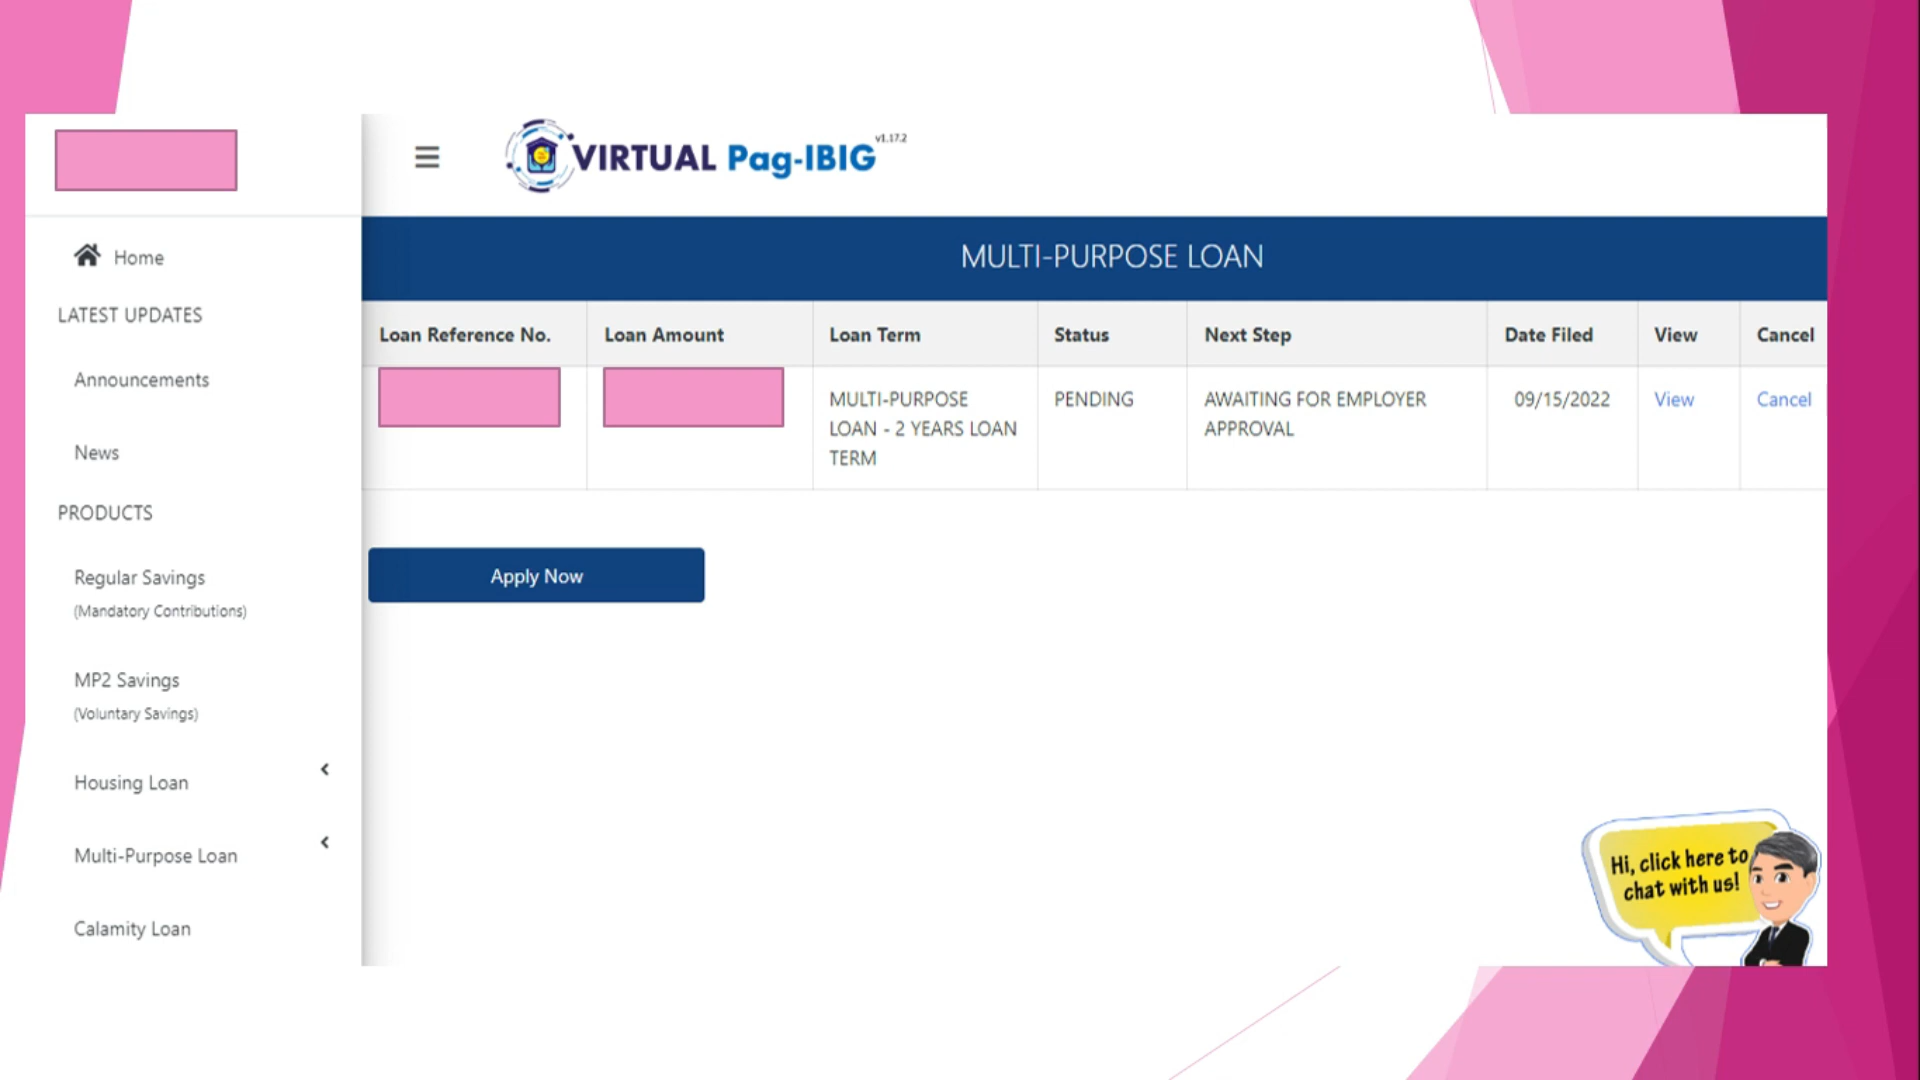 VIRTUAL Pag-IBIG v1.17.2
Home
LATEST UPDATES
Announcements
News
PRODUCTS
Regular Savings
(Mandatory Contributions)
MP2 Savings
(Voluntary Savings)
Housing Loan
Multi-Purpose Loan
Calamity Loan
MULTI-PURPOSE LOAN
Loan Reference No. Loan Amount Loan Term Status Next Step Date Filed View Cancel
MULTI-PURPOSE PENDING AWAITING FOR EMPLOYER 09/15/2022 View Cancel
LOAN - 2 YEARS LOAN APPROVAL
TERM
Apply Now
Hi, click here to
chat with us!